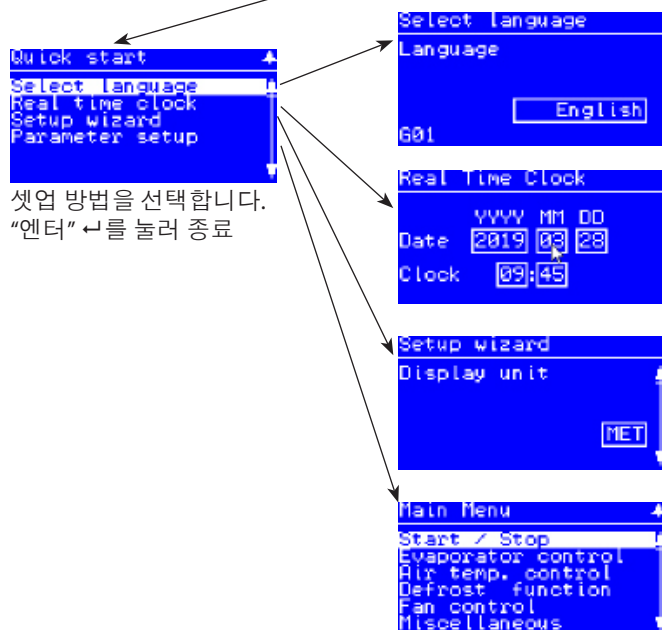 Quick start
Select language
Real time clock
Setup wizard
Parameter setup
셋업 방법을 선택합니다.
“엔터” ↵를 눌러 종료
Select language
Language
English
G01
Real Time Clock
YYYY MM DD
Date 2019 03 28
Clock 09:45
Setup wizard
Display unit
MET
Main Menu
Start / Stop
Evaporator control
Air temp. control
Defrost function
Fan control
Miscellaneous